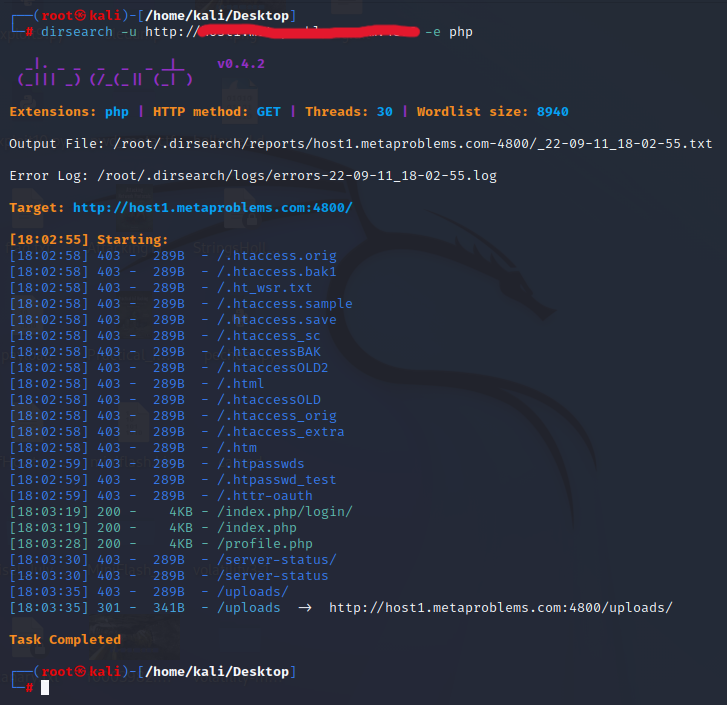 ┌──(root㉿kali)-[/home/kali/Desktop]
└─# dirsearch -u http:// -e php
v0.4.2
Extensions: php | HTTP method: GET | Threads: 30 | Wordlist size: 8940
Output File: /root/.dirsearch/reports/host1.metaproblems.com-4800/_22-09-11_18-02-55.txt
Error Log: /root/.dirsearch/logs/errors-22-09-11_18-02-55.log
Target: http://host1.metaproblems.com:4800/
[18:02:55] Starting:
[18:02:58] 403 -  289B  - /.htaccess.orig
[18:02:58] 403 -  289B  - /.htaccess.bak1
[18:02:58] 403 -  289B  - /.ht_wsr.txt
[18:02:58] 403 -  289B  - /.htaccess.sample
[18:02:58] 403 -  289B  - /.htaccess.save
[18:02:58] 403 -  289B  - /.htaccess_sc
[18:02:58] 403 -  289B  - /.htaccessBAK
[18:02:58] 403 -  289B  - /.htaccessOLD2
[18:02:58] 403 -  289B  - /.html
[18:02:58] 403 -  289B  - /.htaccessOLD
[18:02:58] 403 -  289B  - /.htaccess_orig
[18:02:58] 403 -  289B  - /.htaccess_extra
[18:02:58] 403 -  289B  - /.htm
[18:02:59] 403 -  289B  - /.htpasswds
[18:02:59] 403 -  289B  - /.htpasswd_test
[18:02:59] 403 -  289B  - /.httr-oauth
[18:03:19] 200 -    4KB - /index.php/login/
[18:03:19] 200 -    4KB - /index.php
[18:03:28] 200 -    4KB - /profile.php
[18:03:30] 403 -  289B  - /server-status/
[18:03:30] 403 -  289B  - /server-status
[18:03:35] 403 -  289B  - /uploads/
[18:03:35] 301 -  341B  - /uploads  →  http://host1.metaproblems.com:4800/uploads/
Task Completed
┌──(root㉿kali)-[/home/kali/Desktop]
└─#